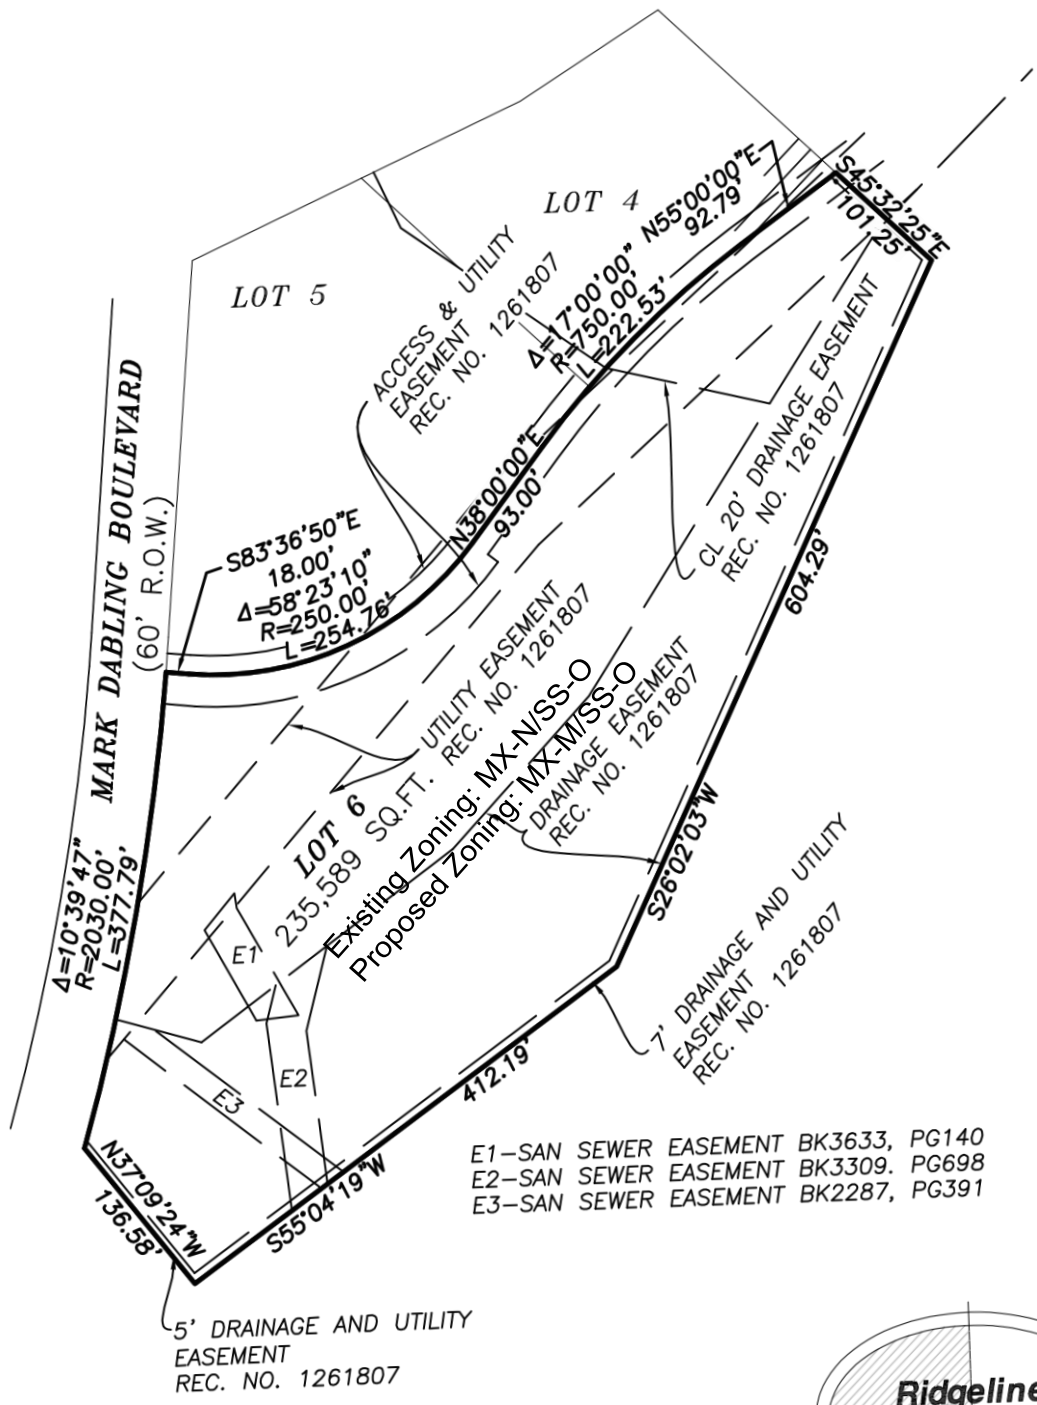 LOT 4
LOT 5
MARK DABLING BOULEVARD
(60' R.O.W.)
ACCESS & UTILITY
EASEMENT
REC. NO. 1261807
N55°00'00"E
92.79'
S45°32'25"E
101.25'
Δ=17°00'00"
R=750.00'
L=222.53'
N38°00'00"E
93.00'
S83°36'50"E
18.00'
Δ=58°23'10"
R=250.00'
L=254.76'
CL 20' DRAINAGE EASEMENT
REC. NO. 1261807
604.29'
S26°02'03"W
UTILITY EASEMENT
REC. NO. 1261807
DRAINAGE EASEMENT
REC. NO. 1261807
LOT 6
235,589 SQ.FT.
Existing Zoning: MX-N/SS-O
Proposed Zoning: MX-M/SS-O
Δ=10°39'47"
R=2030.00'
L=377.79'
E1
E2
E3
7' DRAINAGE AND UTILITY
EASEMENT
REC. NO. 1261807
412.19'
S55°04'19"W
N37°09'24"W
136.58'
E1-SAN SEWER EASEMENT BK3633, PG140
E2-SAN SEWER EASEMENT BK3309. PG698
E3-SAN SEWER EASEMENT BK2287, PG391
5' DRAINAGE AND UTILITY
EASEMENT
REC. NO. 1261807
Ridgeline